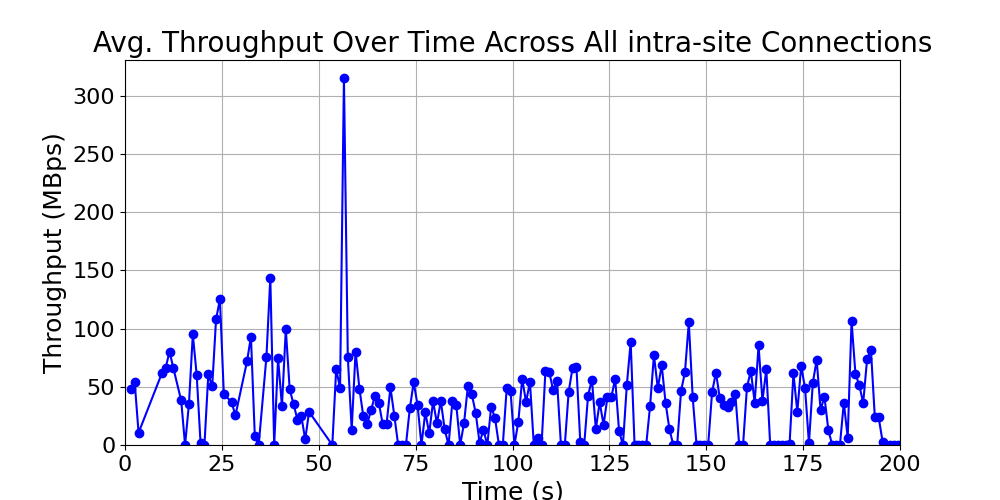 Avg. Throughput Over Time Across All intra-site Connections
Throughput (MBps)
300
250
200
150
100
50
0
0 25 50 75 100 125 150 175 200
Time (s)